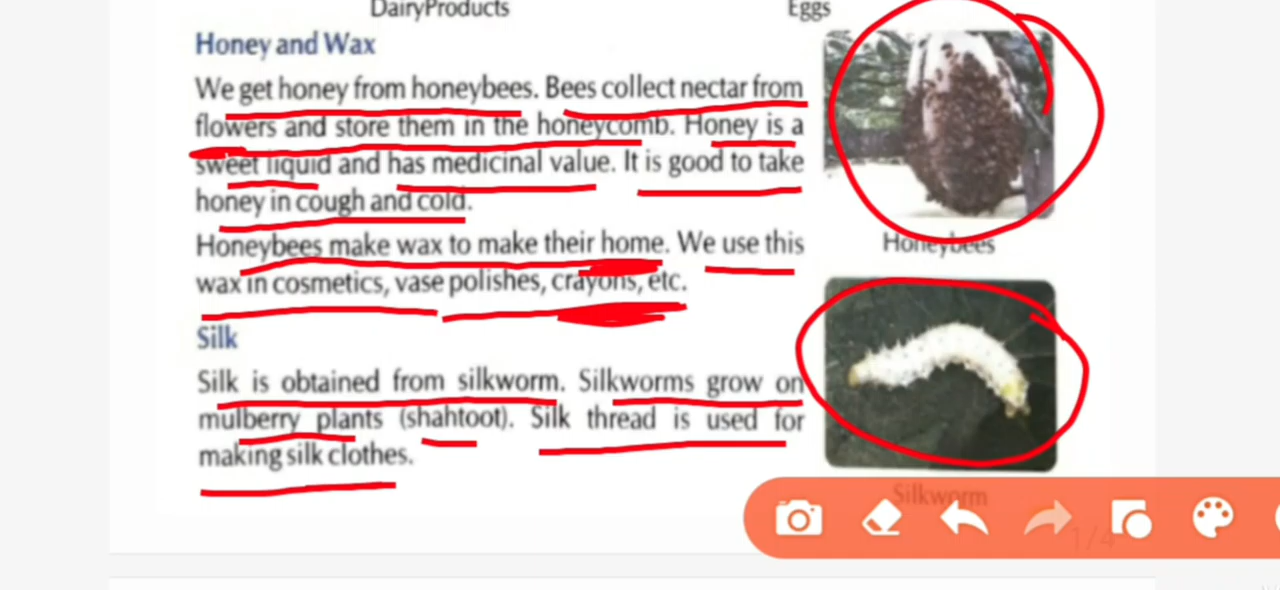 DairyProducts
Eggs
Honey and Wax
We get honey from honeybees. Bees collect nectar from
flowers and store them in the honeycomb. Honey is a
sweet liquid and has medicinal value. It is good to take
honey in cough and cold.
Honeybees make wax to make their home. We use this
wax in cosmetics, vase polishes, crayons, etc.
Honeybees
Silk
Silk is obtained from silkworm. Silkworms grow on
mulberry plants (shahtoot). Silk thread is used for
making silk clothes.
Silkworm
1/4